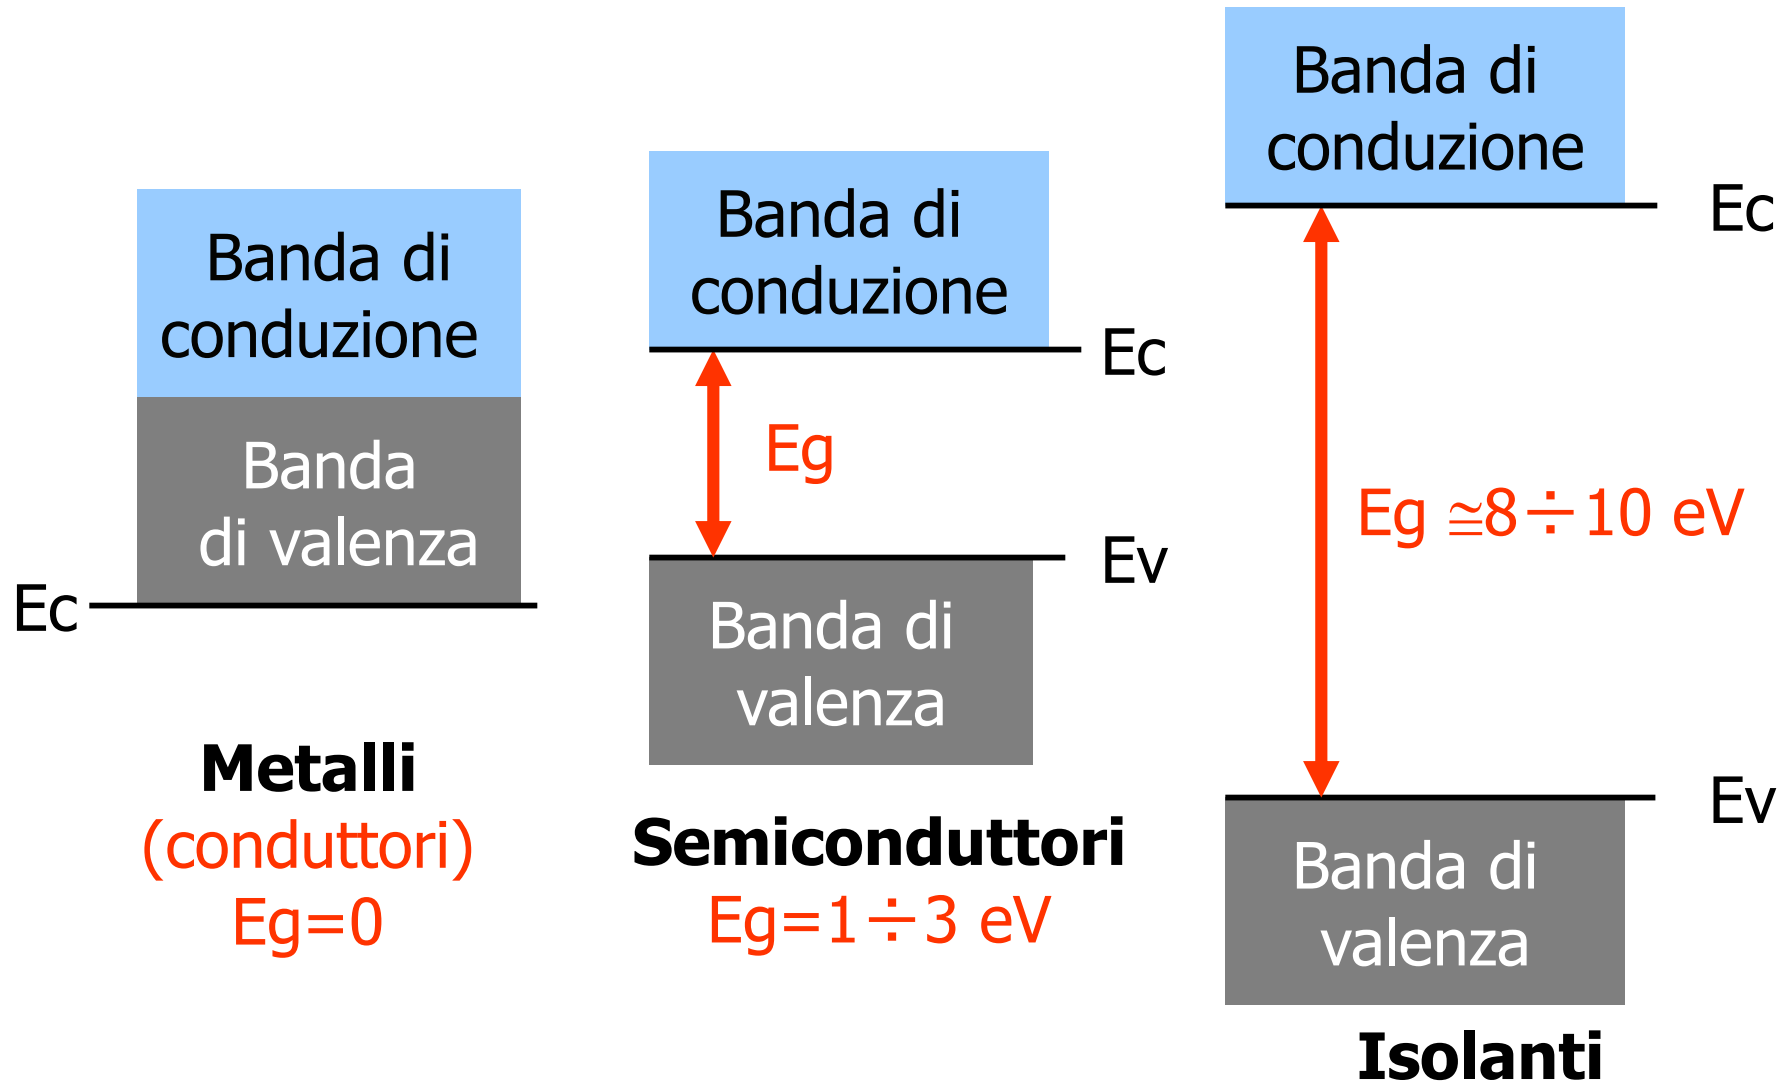 Banda di
conduzione
Banda
di valenza
Ec
Metalli
(conduttori)
Eg=0
Banda di
conduzione
Ec
Eg
Ev
Banda di
valenza
Semiconduttori
Eg=1÷3 eV
Banda di
conduzione
Ec
Eg ≅8÷10 eV
Ev
Banda di
valenza
Isolanti